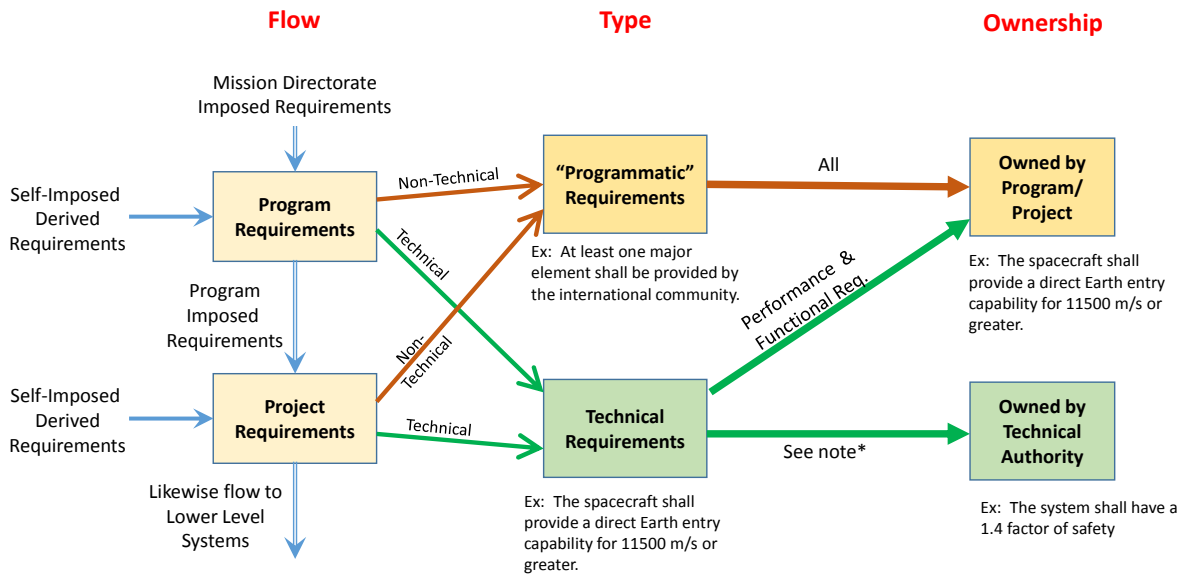 Flow
Type
Ownership
Mission Directorate
Imposed Requirements
Self-Imposed
Derived
Requirements
Program
Requirements
Non-Technical
Technical
“Programmatic”
Requirements
All
Owned by
Program/
Project
Ex:  At least one major
element shall be provided by
the international community.
Ex:  The spacecraft shall
provide a direct Earth entry
capability for 11500 m/s or
greater.
Program
Imposed
Requirements
Performance &
Functional Req.
Non-
Technical
Self-Imposed
Derived
Requirements
Project
Requirements
Technical
Technical
Requirements
See note*
Owned by
Technical
Authority
Likewise flow to
Lower Level
Systems
Ex:  The spacecraft shall
provide a direct Earth entry
capability for 11500 m/s or
greater.
Ex:  The system shall have a
1.4 factor of safety